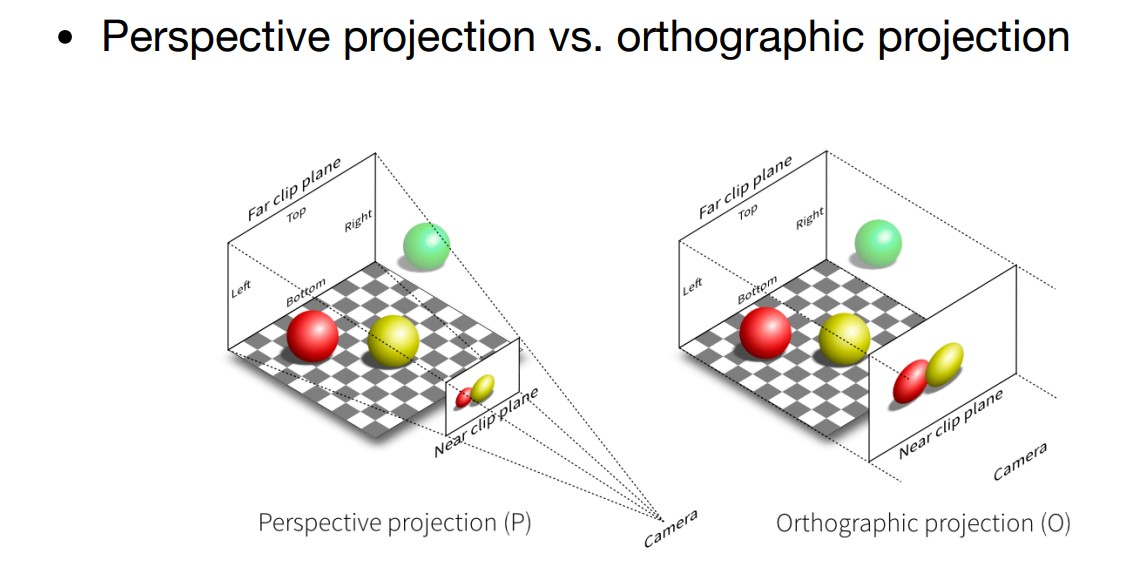 • Perspective projection vs. orthographic projection
Far clip plane
Top
Right
Left
Bottom
Near clip plane
Camera
Perspective projection (P)
Far clip plane
Top
Right
Left
Bottom
Near clip plane
Camera
Orthographic projection (O)